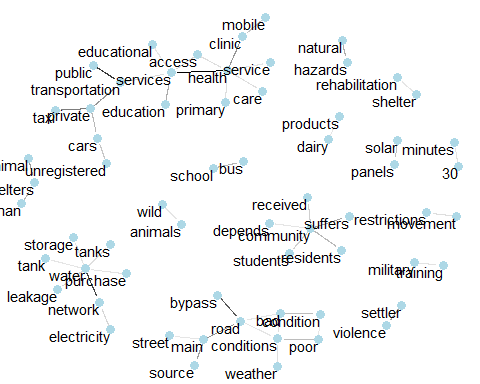 mobile
clinic
educational
access
natural
public
services
health
service
hazards
transportation
rehabilitation
shelter
care
taxi
private
education
primary
products
cars
dairy
solar
minutes
nimal
unregistered
school
bus
panels
30
elters
man
wild
animals
received
depends
community
suffers
restrictions
movement
students
residents
storage
tanks
tank
water
purchase
leakage
network
military
training
bypass
electricity
road
bad
condition
settler
violence
street
main
conditions
poor
source
weather